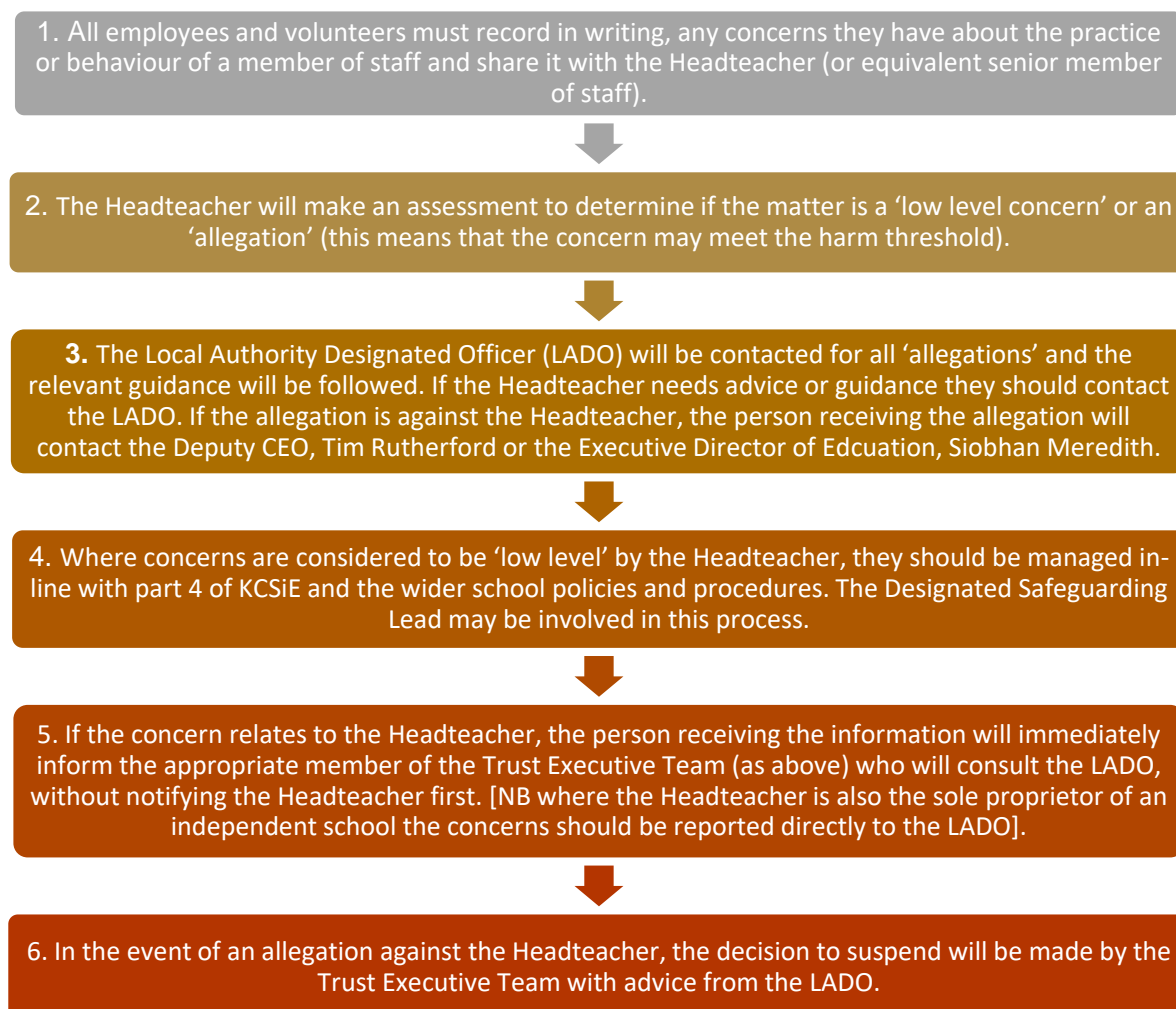 1. All employees and volunteers must record in writing, any concerns they have about the practice
or behaviour of a member of staff and share it with the Headteacher (or equivalent senior member
of staff).
2. The Headteacher will make an assessment to determine if the matter is a ‘low level concern’ or an
‘allegation’ (this means that the concern may meet the harm threshold).
3. The Local Authority Designated Officer (LADO) will be contacted for all ‘allegations’ and the
relevant guidance will be followed. If the Headteacher needs advice or guidance they should contact
the LADO. If the allegation is against the Headteacher, the person receiving the allegation will
contact the Deputy CEO, Tim Rutherford or the Executive Director of Edcuation, Siobhan Meredith.
4. Where concerns are considered to be ‘low level’ by the Headteacher, they should be managed in-
line with part 4 of KCSiE and the wider school policies and procedures. The Designated Safeguarding
Lead may be involved in this process.
5. If the concern relates to the Headteacher, the person receiving the information will immediately
inform the appropriate member of the Trust Executive Team (as above) who will consult the LADO,
without notifying the Headteacher first. [NB where the Headteacher is also the sole proprietor of an
independent school the concerns should be reported directly to the LADO].
6. In the event of an allegation against the Headteacher, the decision to suspend will be made by the
Trust Executive Team with advice from the LADO.